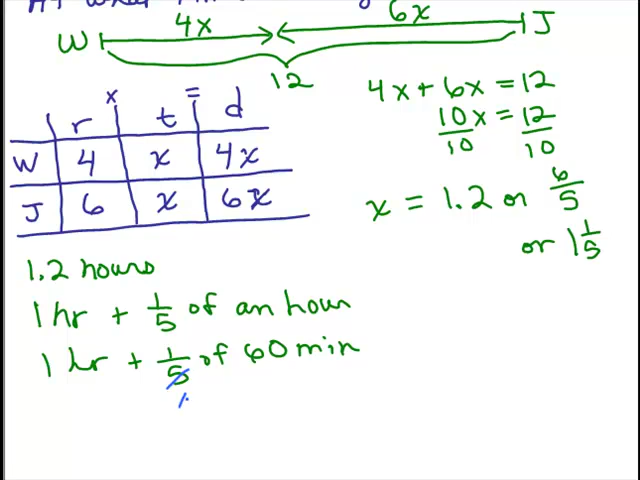 4x 6x
W J
12
r x t = d
W 4 x 4x
J 6 x 6x
4x + 6x = 12
10x = 12
10 10
x = 1.2 or 6/5
or 1 1/5
1.2 hours
1 hr + 1/5 of an hour
1 hr + 1/5 of 60 min
1